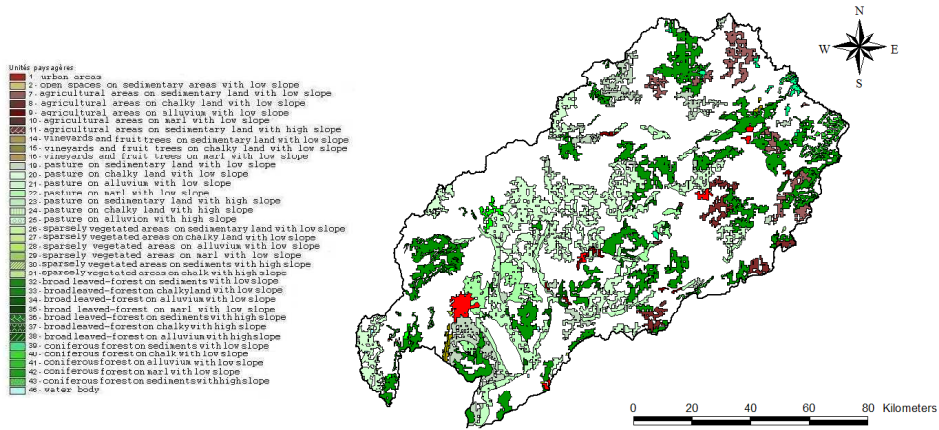 Unités paysagères
1 - urban areas
2 - open spaces on sedimentary areas with low slope
7 - agricultural areas on sedimentary land with low slope
8 - agricultural areas on chalky land with low slope
9 - agricultural areas on alluvium with low slope
10 - agricultural areas on marl with low slope
11 - agricultural areas on sedimentary land with high slope
14 - vineyards and fruit trees on sedimentary land with low slope
15 - vineyards and fruit trees on chalky land with low slope
16 - vineyards and fruit trees on marl with low slope
19 - pasture on sedimentary land with low slope
20 - pasture on chalky land with low slope
21 - pasture on alluvium with low slope
22 - pasture on marl with low slope
23 - pasture on sedimentary land with high slope
24 - pasture on chalky land with high slope
25 - pasture on alluvion with high slope
26 - sparsely vegetated areas on sedimentary land with low slope
27 - sparsely vegetated areas on chalky land with low slope
28 - sparsely vegetated areas on alluvium with low slope
29 - sparsely vegetated areas on marl with low slope
30 - sparsely vegetated areas on sediments with high slope
31 - sparsely vegetated areas on chalk with high slope
32 - broad leaved-forest on sediments with low slope
33 - broad leaved-forest on chalky land with low slope
34 - broad leaved-forest on alluvium with low slope
35 - broad leaved-forest on marl with low slope
36 - broad leaved-forest on sediments with high slope
37 - broad leaved-forest on chalky with high slope
38 - broad leaved-forest on alluvium with high slope
39 - coniferous forest on sediments with low slope
40 - coniferous forest on chalk with low slope
41 - coniferous forest on alluvium with low slope
42 - coniferous forest on marl with low slope
43 - coniferous forest on sediments with high slope
46 - water body
N
W E
S
0 20 40 60 80 Kilometers